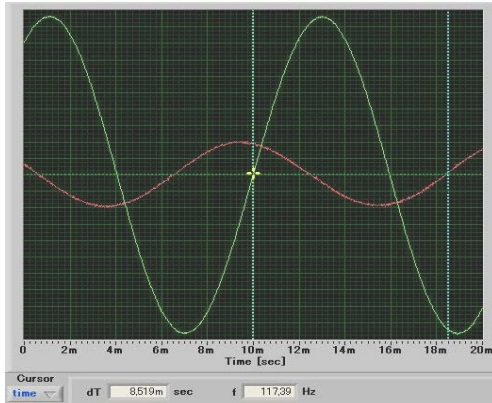 0 2m 4m 6m 8m 10m 12m 14m 16m 18m 20m
Time [sec]
Cursor
time dT 8,519m sec f 117,39 Hz